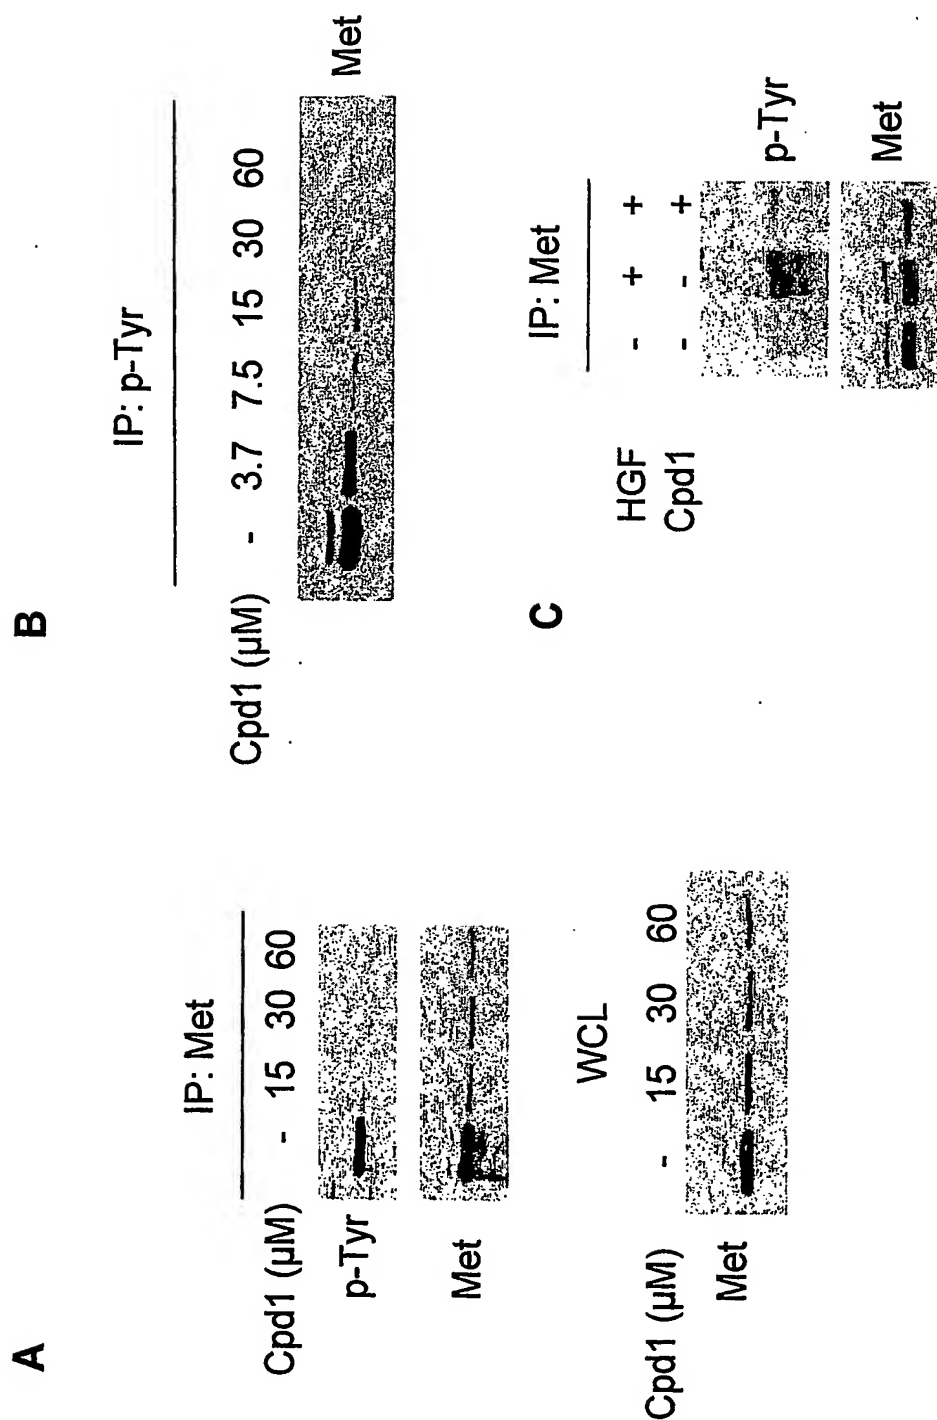 A
IP: Met
Cpd1 (µM) - 15 30 60
p-Tyr
Met
WCL
Cpd1 (µM) - 15 30 60
Met
B
IP: p-Tyr
Cpd1 (µM) - 3.7 7.5 15 30 60
Met
C
IP: Met
HGF - + +
Cpd1 - - +
p-Tyr
Met